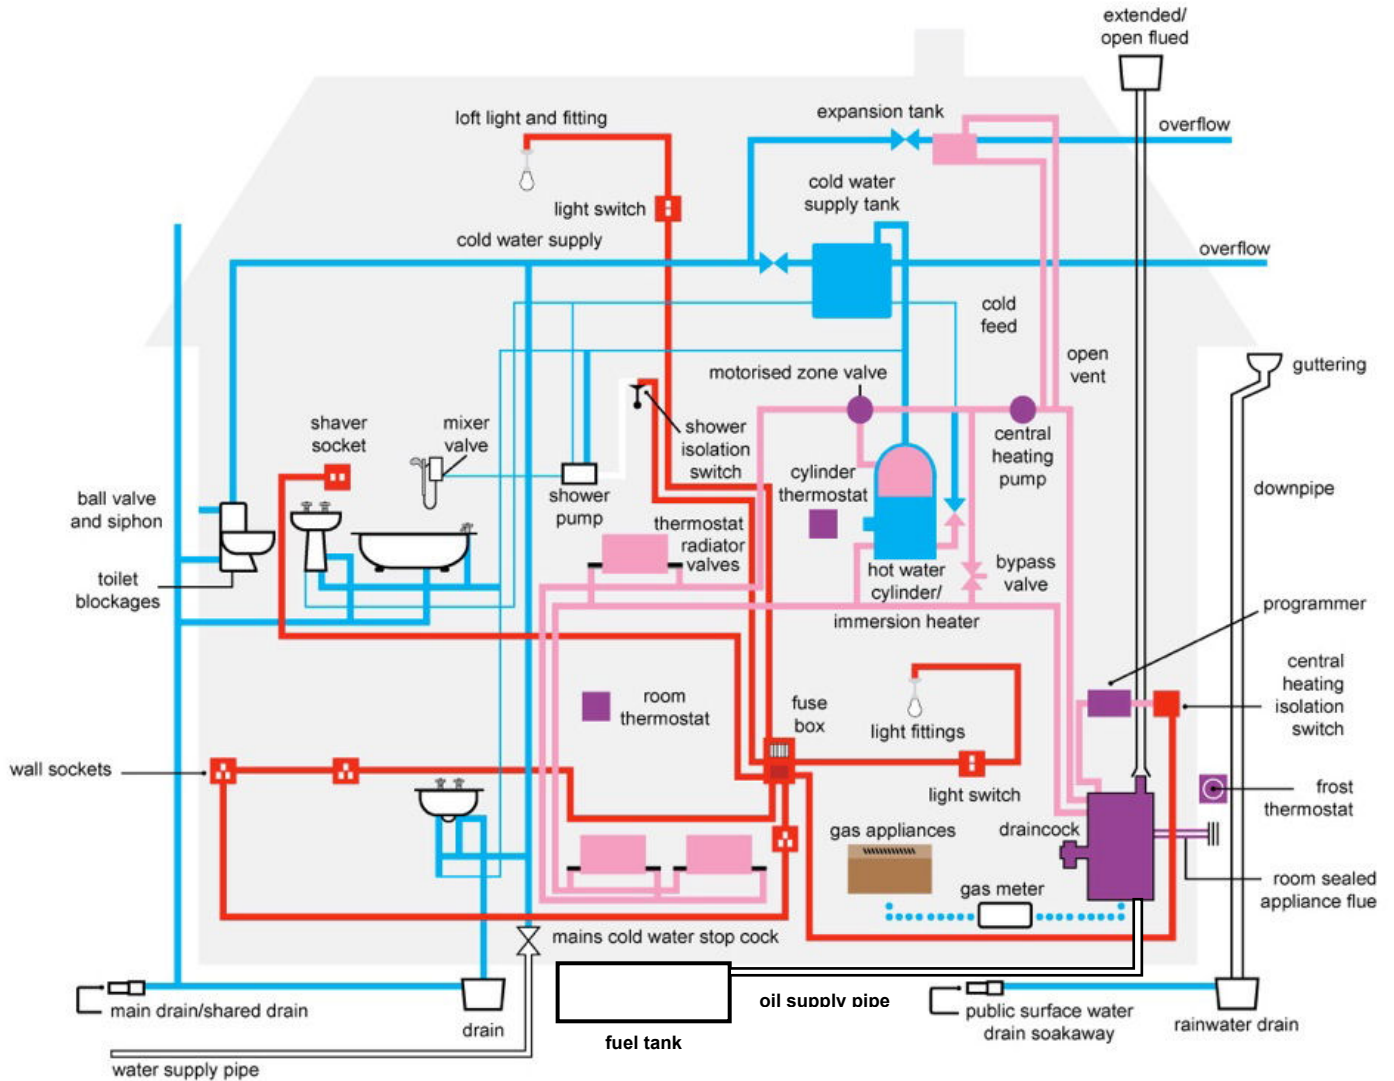 extended/
open flued
expansion tank
overflow
loft light and fitting
cold water
supply tank
light switch
cold water supply
overflow
cold
feed
open
vent
guttering
motorised zone valve
shaver
socket
mixer
valve
shower
isolation
switch
central
heating
pump
cylinder
thermostat
ball valve
and siphon
shower
pump
downpipe
thermostat
radiator
valves
toilet
blockages
hot water
cylinder/
immersion heater
bypass
valve
programmer
room
thermostat
fuse
box
light fittings
central
heating
isolation
switch
wall sockets
light switch
frost
thermostat
gas appliances
draincock
gas meter
room sealed
appliance flue
mains cold water stop cock
main drain/shared drain
drain
oil supply pipe
public surface water
drain soakaway
rainwater drain
fuel tank
water supply pipe